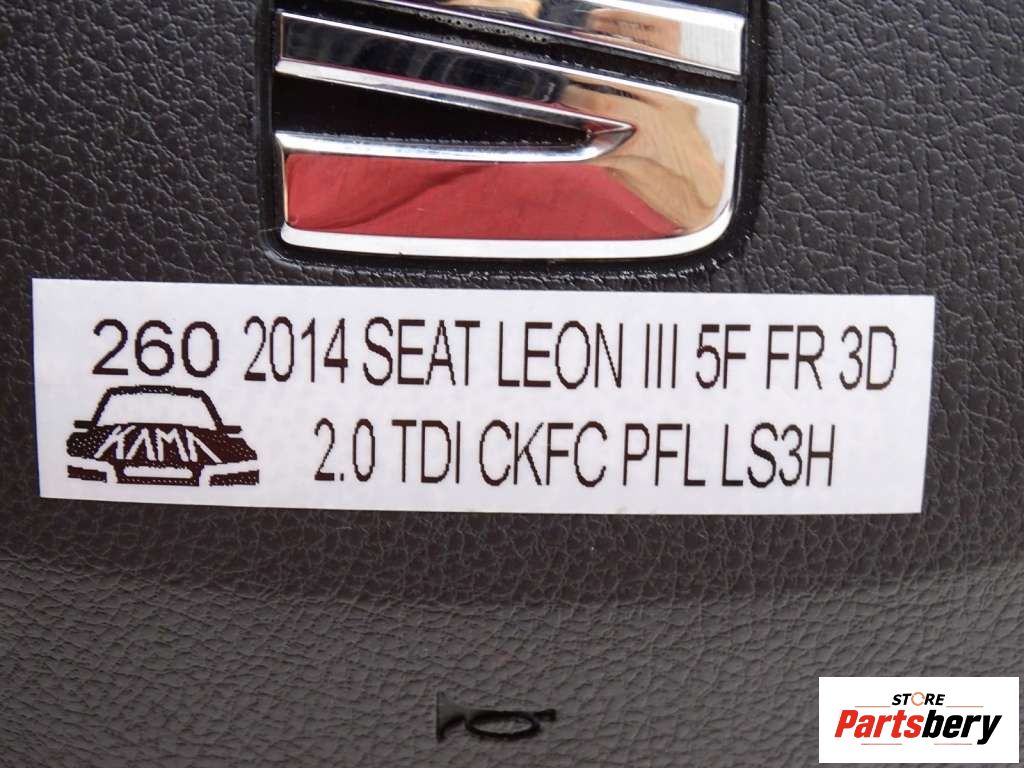 260 2014 SEAT LEON III 5F FR 3D
KAMA 2.0 TDI CKFC PFL LS3H
STORE
Partsbery